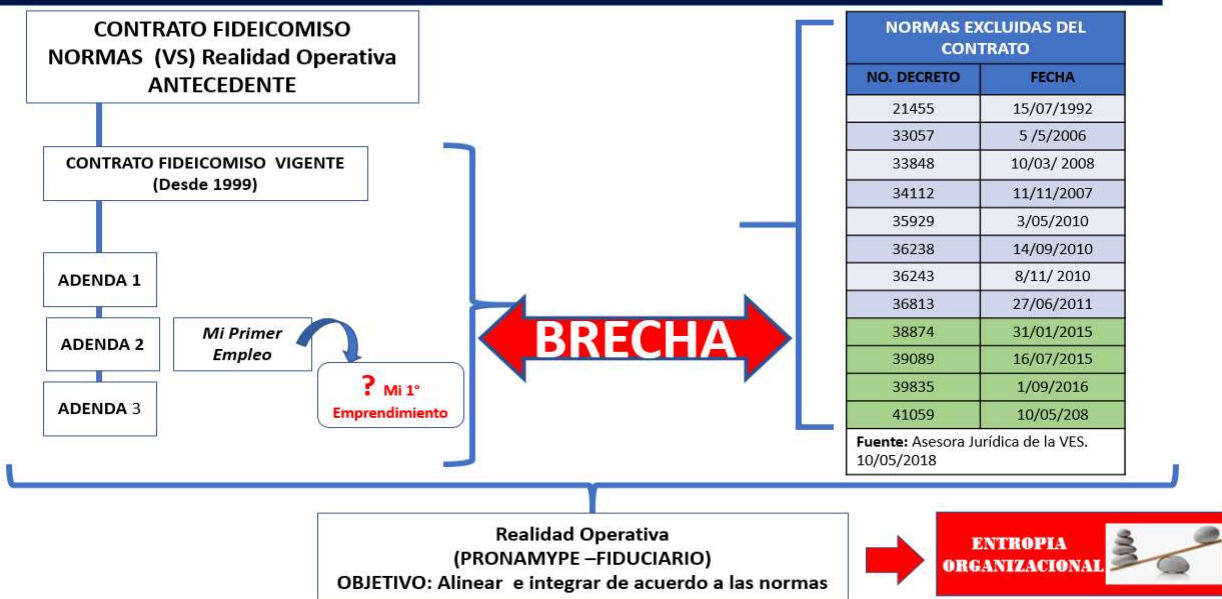 CONTRATO FIDEICOMISO
NORMAS (VS) Realidad Operativa
ANTECEDENTE
CONTRATO FIDEICOMISO VIGENTE
(Desde 1999)
ADENDA 1
ADENDA 2
ADENDA 3
Mi Primer
Empleo
? Mi 1°
Emprendimiento
BRECHA
NORMAS EXCLUIDAS DEL
CONTRATO
NO. DECRETO FECHA
21455 15/07/1992
33057 5 /5/2006
33848 10/03/ 2008
34112 11/11/2007
35929 3/05/2010
36238 14/09/2010
36243 8/11/ 2010
36813 27/06/2011
38874 31/01/2015
39089 16/07/2015
39835 1/09/2016
41059 10/05/208
Fuente: Asesora Jurídica de la VES.
10/05/2018
Realidad Operativa
(PRONAMYPE –FIDUCIARIO)
OBJETIVO: Alinear e integrar de acuerdo a las normas
ENTROPIA
ORGANIZACIONAL